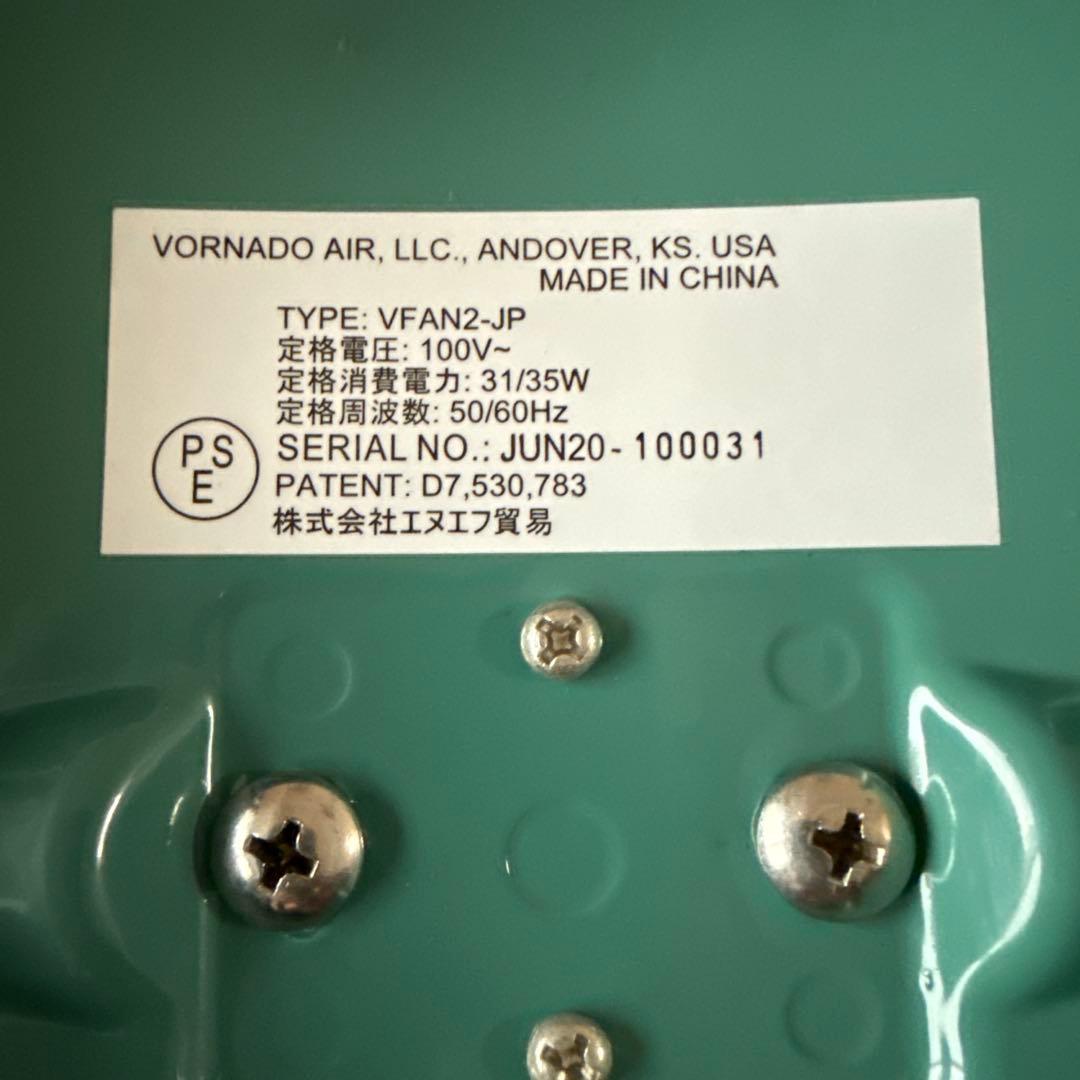 VORNADO AIR, LLC., ANDOVER, KS. USA
MADE IN CHINA
TYPE: VFAN2-JP
定格電圧: 100V~
定格消費電力: 31/35W
定格周波数: 50/60Hz
PSE
SERIAL NO.: JUN20-100031
PATENT: D7,530,783
株式会社エヌエフ貿易